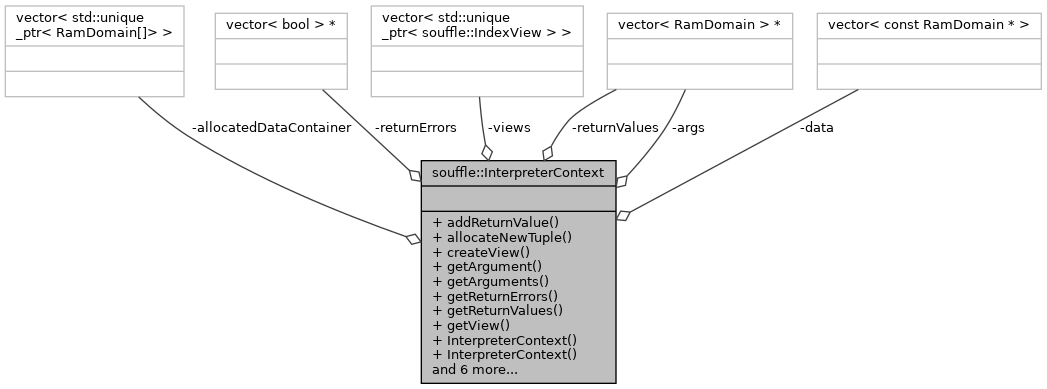 vector< std::unique
_ptr< RamDomain[]> >
vector< bool > *
vector< std::unique
_ptr< souffle::IndexView > >
vector< RamDomain > *
vector< const RamDomain * >
-allocatedDataContainer
-returnErrors
-views
-returnValues
-args
-data
souffle::InterpreterContext
+ addReturnValue()
+ allocateNewTuple()
+ createView()
+ getArgument()
+ getArguments()
+ getReturnErrors()
+ getReturnValues()
+ getView()
+ InterpreterContext()
+ InterpreterContext()
and 6 more...